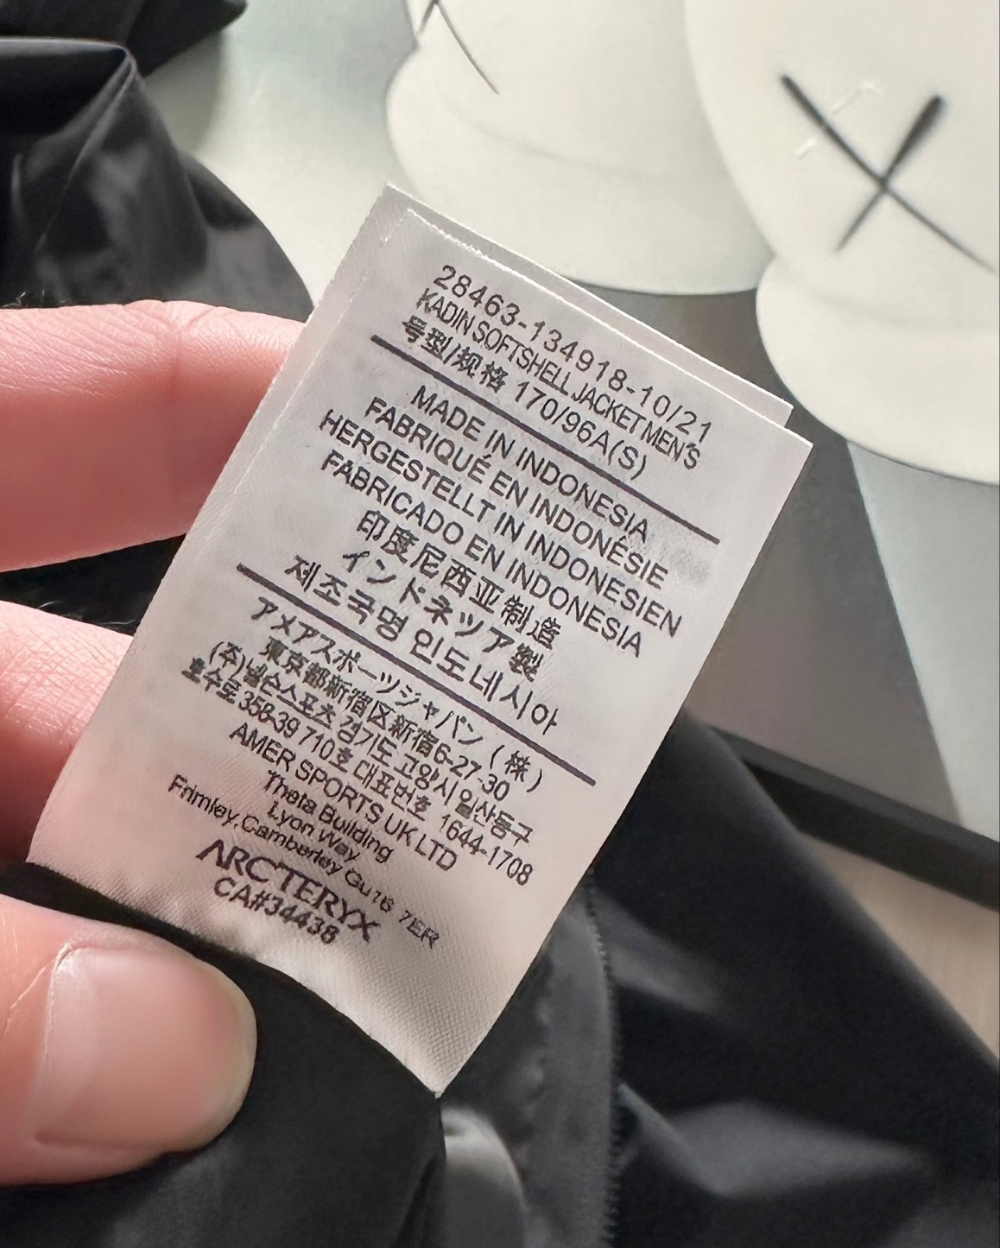 28463-134918-10/21
KADIN SOFTSHELL JACKET MEN'S
号型/规格 170/96A(S)
MADE IN INDONESIA
FABRIQUÉ EN INDONÉSIE
HERGESTELLT IN INDONESIEN
FABRICADO EN INDONESIA
印度尼西亚制造
インドネツア製
제조국명 인도네시아
アメアスポーツジャパン(株)
東京都新宿区新宿6-27-30
(주)넬슨스포츠 경기도 고양시 일산동구
호수로 358-39 710호 대표번호 1644-1708
AMER SPORTS UK LTD
Theta Building
Lyon Way
Frimley, Camberley Gu16 7ER
ARC'TERYX
CA#34438